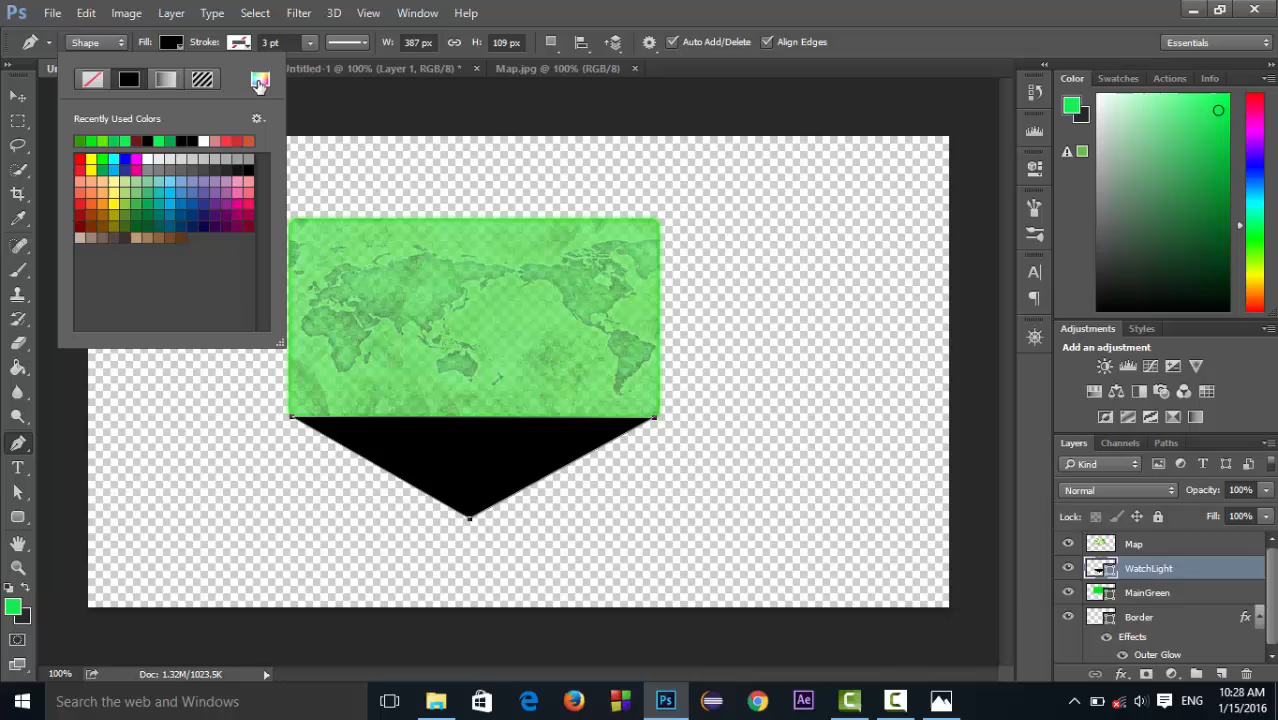 Ps File Edit Image Layer Type Select Filter 3D View Window Help
Shape Fill: Stroke: 3 pt W: 387 px H: 109 px Auto Add/Delete Align Edges Essentials
Untitled-1 @ 100% (Layer 1, RGB/8) * × Map.jpg @ 100% (RGB/8) ×
Color Swatches Actions Info
Recently Used Colors
Adjustments Styles
Add an adjustment
Layers Channels Paths
Kind
Normal Opacity: 100%
Lock: Fill: 100%
Map
WatchLight
MainGreen
Border fx
Effects
Outer Glow
100% Doc: 1.32M/1023.5K
Search the web and Windows
Ps Ae ENG
10:28 AM
1/15/2016